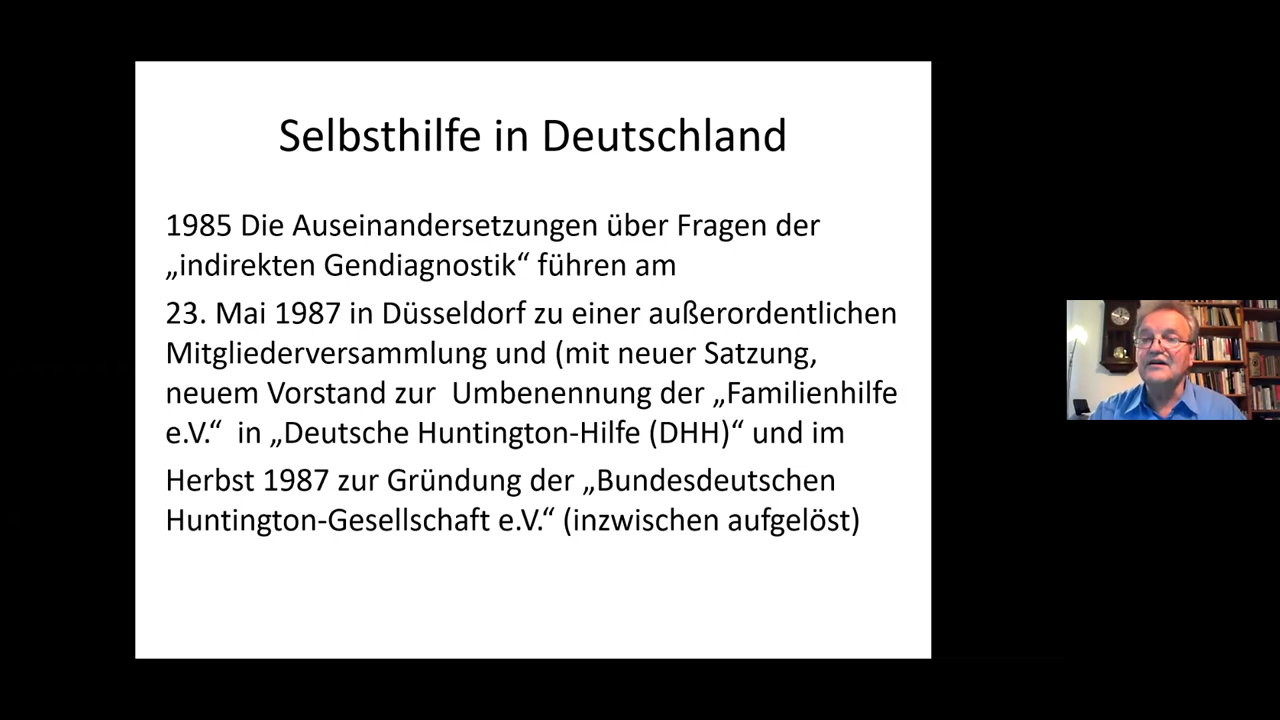 Selbsthilfe in Deutschland
1985 Die Auseinandersetzungen über Fragen der
„indirekten Gendiagnostik“ führen am
23. Mai 1987 in Düsseldorf zu einer außerordentlichen
Mitgliederversammlung und (mit neuer Satzung,
neuem Vorstand zur  Umbenennung der „Familienhilfe
e.V.“  in „Deutsche Huntington-Hilfe (DHH)“ und im
Herbst 1987 zur Gründung der „Bundesdeutschen
Huntington-Gesellschaft e.V.“ (inzwischen aufgelöst)